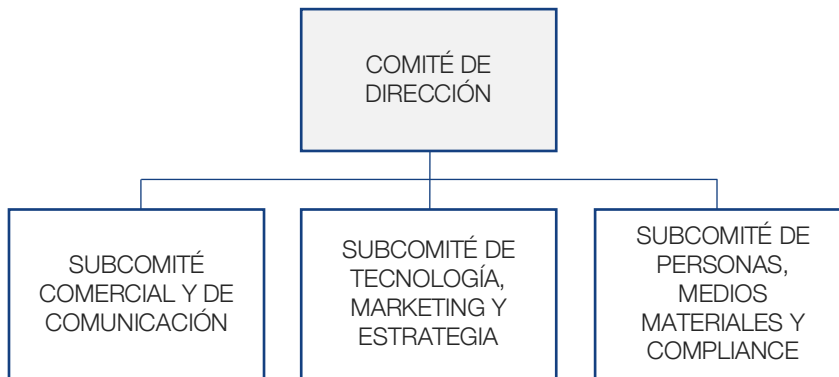 COMITÉ DE
DIRECCIÓN
SUBCOMITÉ
COMERCIAL Y DE
COMUNICACIÓN
SUBCOMITÉ DE
TECNOLOGÍA,
MARKETING Y
ESTRATEGIA
SUBCOMITÉ DE
PERSONAS,
MEDIOS
MATERIALES Y
COMPLIANCE